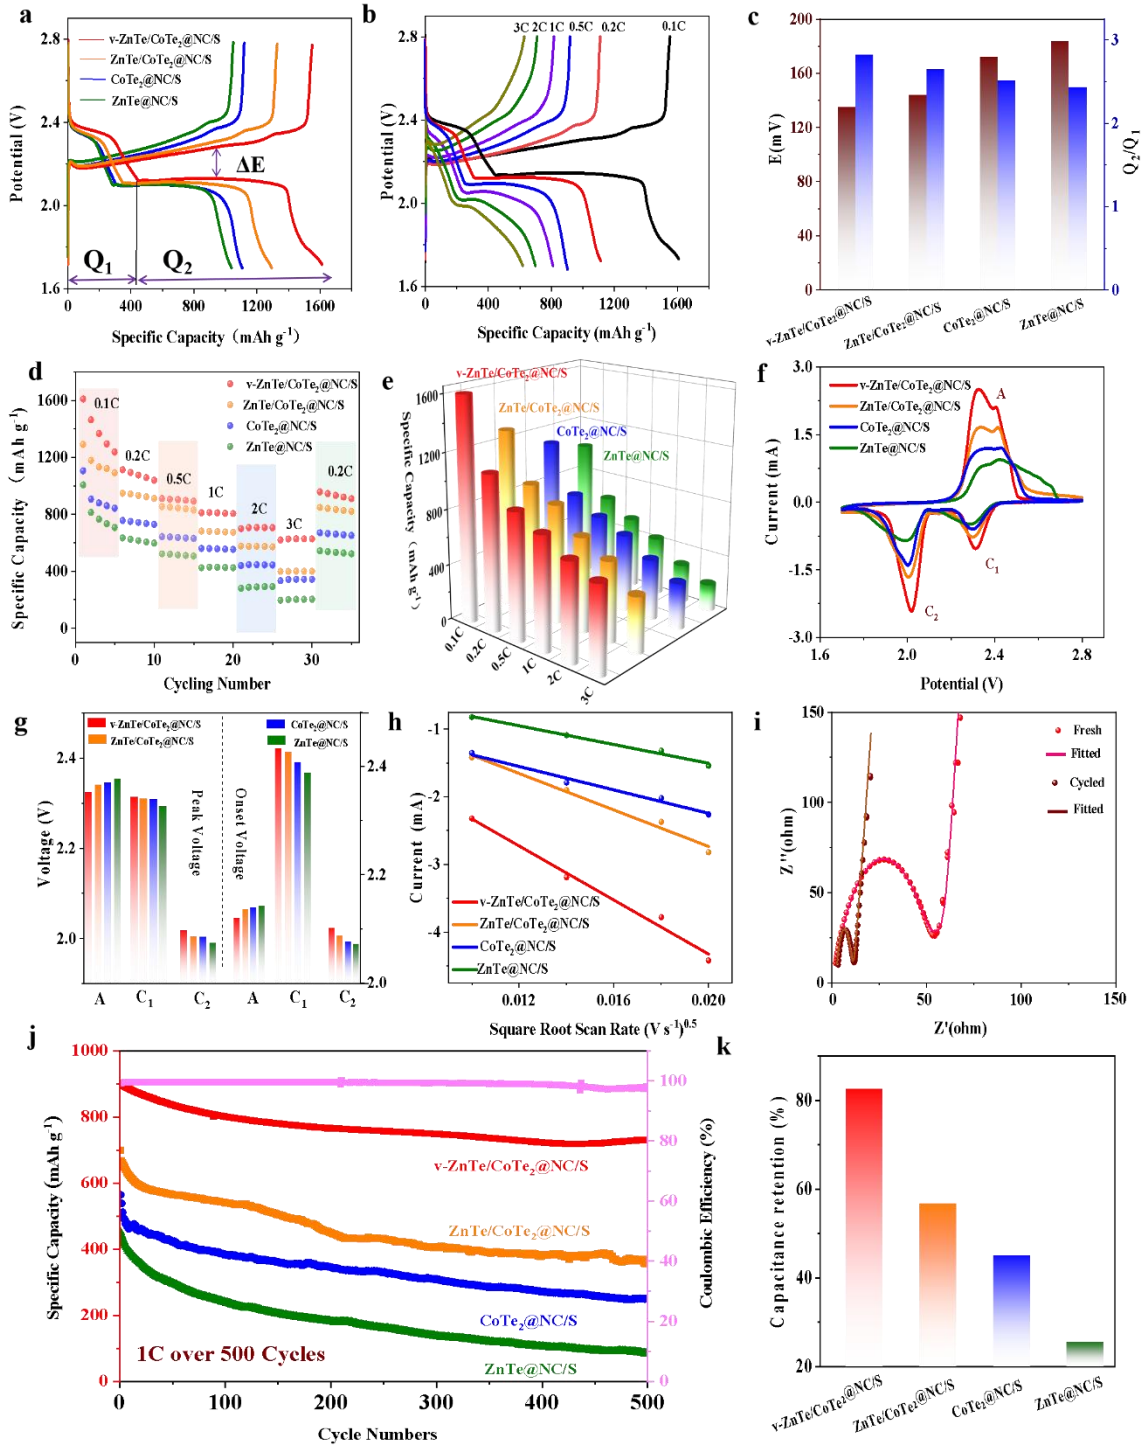 a
v-ZnTe/CoTe₂@NC/S
ZnTe/CoTe₂@NC/S
CoTe₂@NC/S
ZnTe@NC/S
ΔE
Q₁ Q₂
Potential (V)
2.8
2.4
2.0
1.6
0 400 800 1200 1600
Specific Capacity (mAh g⁻¹)
b
3C 2C 1C 0.5C 0.2C 0.1C
Potential (V)
2.8
2.4
2.0
1.6
0 400 800 1200 1600
Specific Capacity (mAh g⁻¹)
c
E (mV)
200
160
120
80
40
0
Q₂/Q₁
3
2
1
0
v-ZnTe/CoTe₂@NC/S
ZnTe/CoTe₂@NC/S
CoTe₂@NC/S
ZnTe@NC/S
d
v-ZnTe/CoTe₂@NC/S
ZnTe/CoTe₂@NC/S
CoTe₂@NC/S
ZnTe@NC/S
0.1C
0.2C
0.5C
1C
2C
3C
0.2C
Specific Capacity (mAh g⁻¹)
1600
1200
800
400
0
0 10 20 30
Cycling Number
e
v-ZnTe/CoTe₂@NC/S
ZnTe/CoTe₂@NC/S
CoTe₂@NC/S
ZnTe@NC/S
Specific Capacity (mAh g⁻¹)
1600
1200
800
400
0
0.1C
0.2C
0.5C
1C
2C
3C
f
v-ZnTe/CoTe₂@NC/S
ZnTe/CoTe₂@NC/S
CoTe₂@NC/S
ZnTe@NC/S
A
C₁
C₂
Current (mA)
3.0
1.5
0.0
-1.5
-3.0
1.6 2.0 2.4 2.8
Potential (V)
g
v-ZnTe/CoTe₂@NC/S
ZnTe/CoTe₂@NC/S
CoTe₂@NC/S
ZnTe@NC/S
Peak Voltage
Onset Voltage
Voltage (V)
2.4
2.2
2.0
2.4
2.2
2.0
A C₁ C₂ A C₁ C₂
h
v-ZnTe/CoTe₂@NC/S
ZnTe/CoTe₂@NC/S
CoTe₂@NC/S
ZnTe@NC/S
Current (mA)
-1
-2
-3
-4
0.012 0.016 0.020
Square Root Scan Rate (V s⁻¹)⁰·⁵
i
Fresh
Fitted
Cycled
Fitted
Z''(ohm)
150
100
50
0
0 50 100 150
Z'(ohm)
j
v-ZnTe/CoTe₂@NC/S
ZnTe/CoTe₂@NC/S
CoTe₂@NC/S
ZnTe@NC/S
1C over 500 Cycles
Specific Capacity (mAh g⁻¹)
1000
800
600
400
200
0
Coulombic Efficiency (%)
100
80
60
40
20
0
0 100 200 300 400 500
Cycle Numbers
k
Capacitance retention (%)
80
60
40
20
v-ZnTe/CoTe₂@NC/S
ZnTe/CoTe₂@NC/S
CoTe₂@NC/S
ZnTe@NC/S